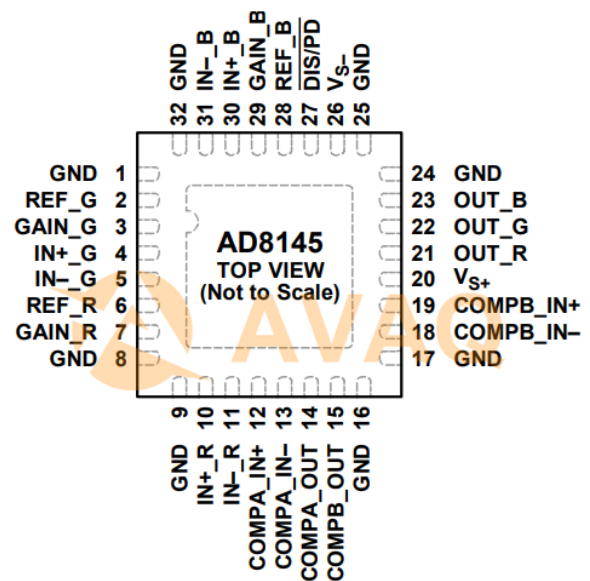 32 GND
31 IN–_B
30 IN+_B
29 GAIN_B
28 REF_B
27 DIS/PD
26 VS–
25 GND
GND 1
REF_G 2
GAIN_G 3
IN+_G 4
IN–_G 5
REF_R 6
GAIN_R 7
GND 8
AD8145
TOP VIEW
(Not to Scale)
AVAQ
24 GND
23 OUT_B
22 OUT_G
21 OUT_R
20 VS+
19 COMPB_IN+
18 COMPB_IN–
17 GND
GND 9
IN+_R 10
IN–_R 11
COMPA_IN+ 12
COMPA_IN– 13
COMPA_OUT 14
COMPB_OUT 15
GND 16